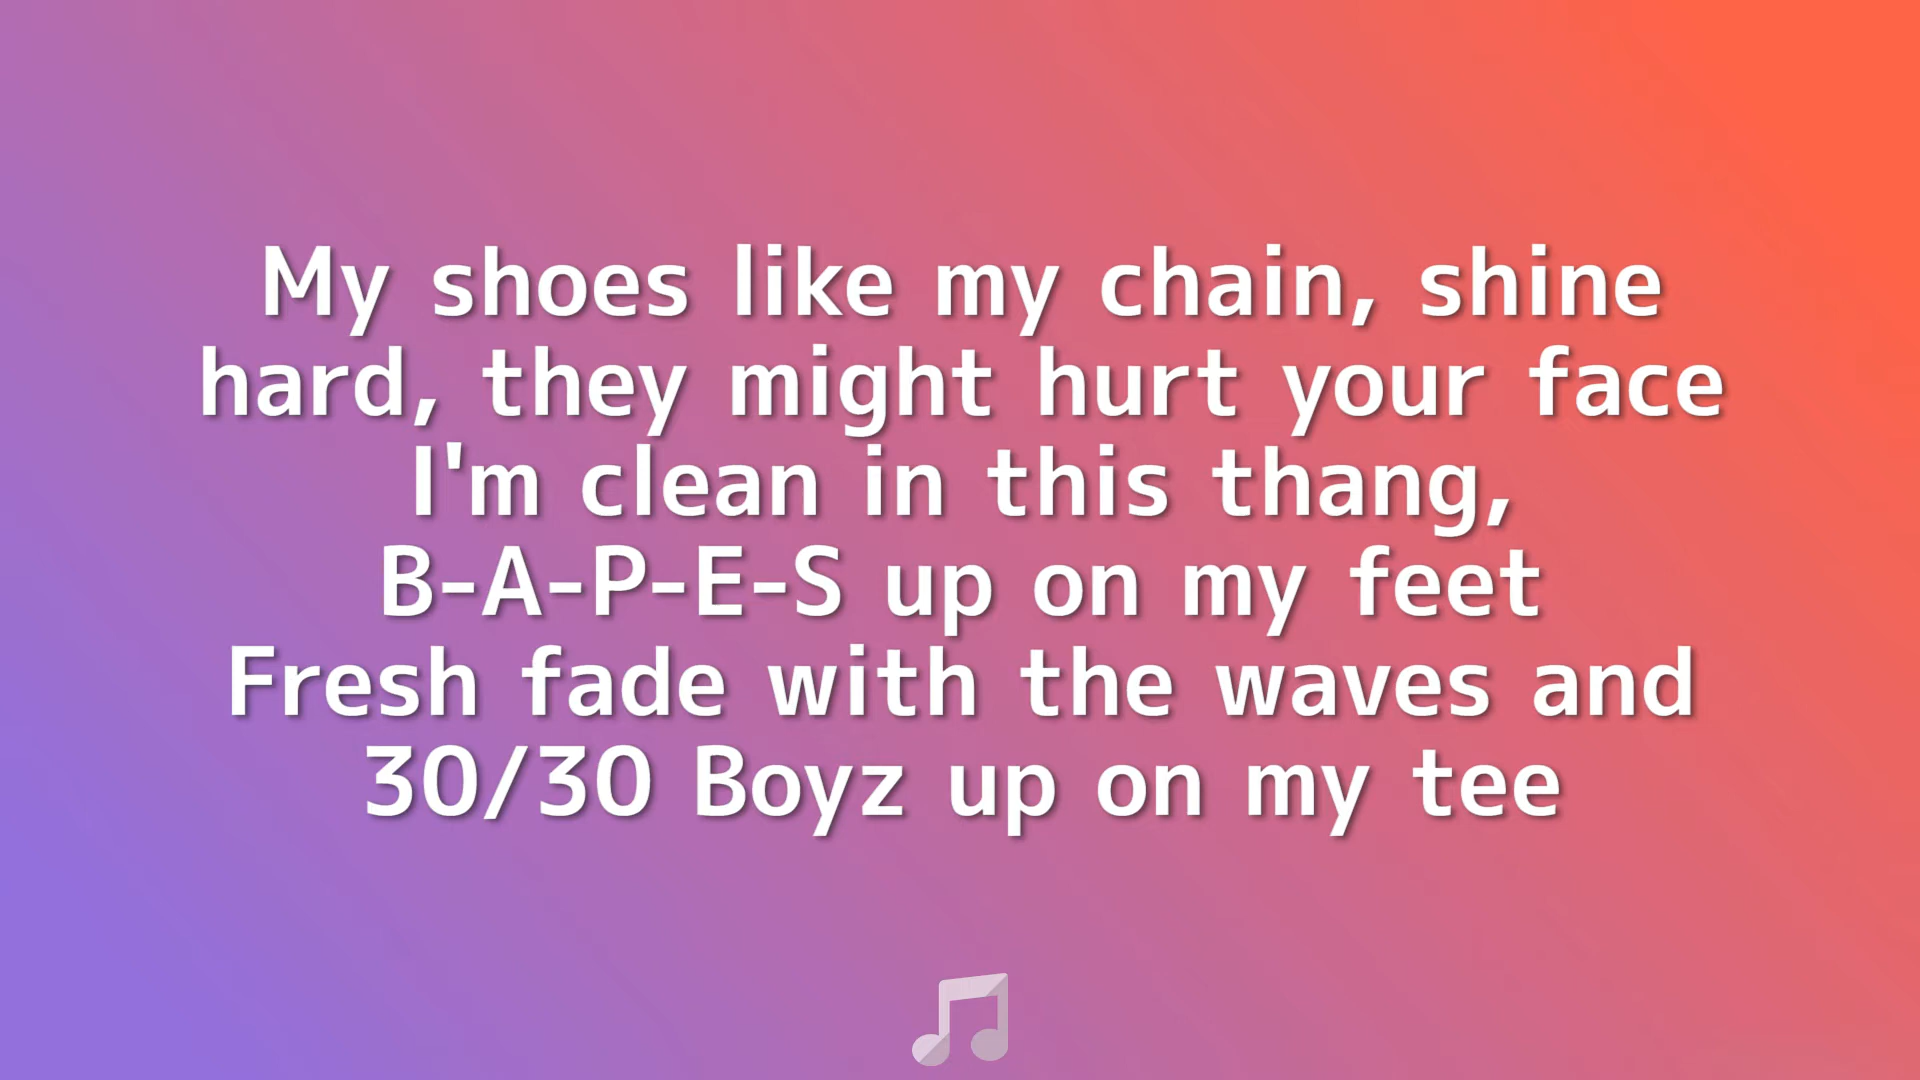 My shoes like my chain, shine
hard, they might hurt your face
I'm clean in this thang,
B-A-P-E-S up on my feet
Fresh fade with the waves and
30/30 Boyz up on my tee